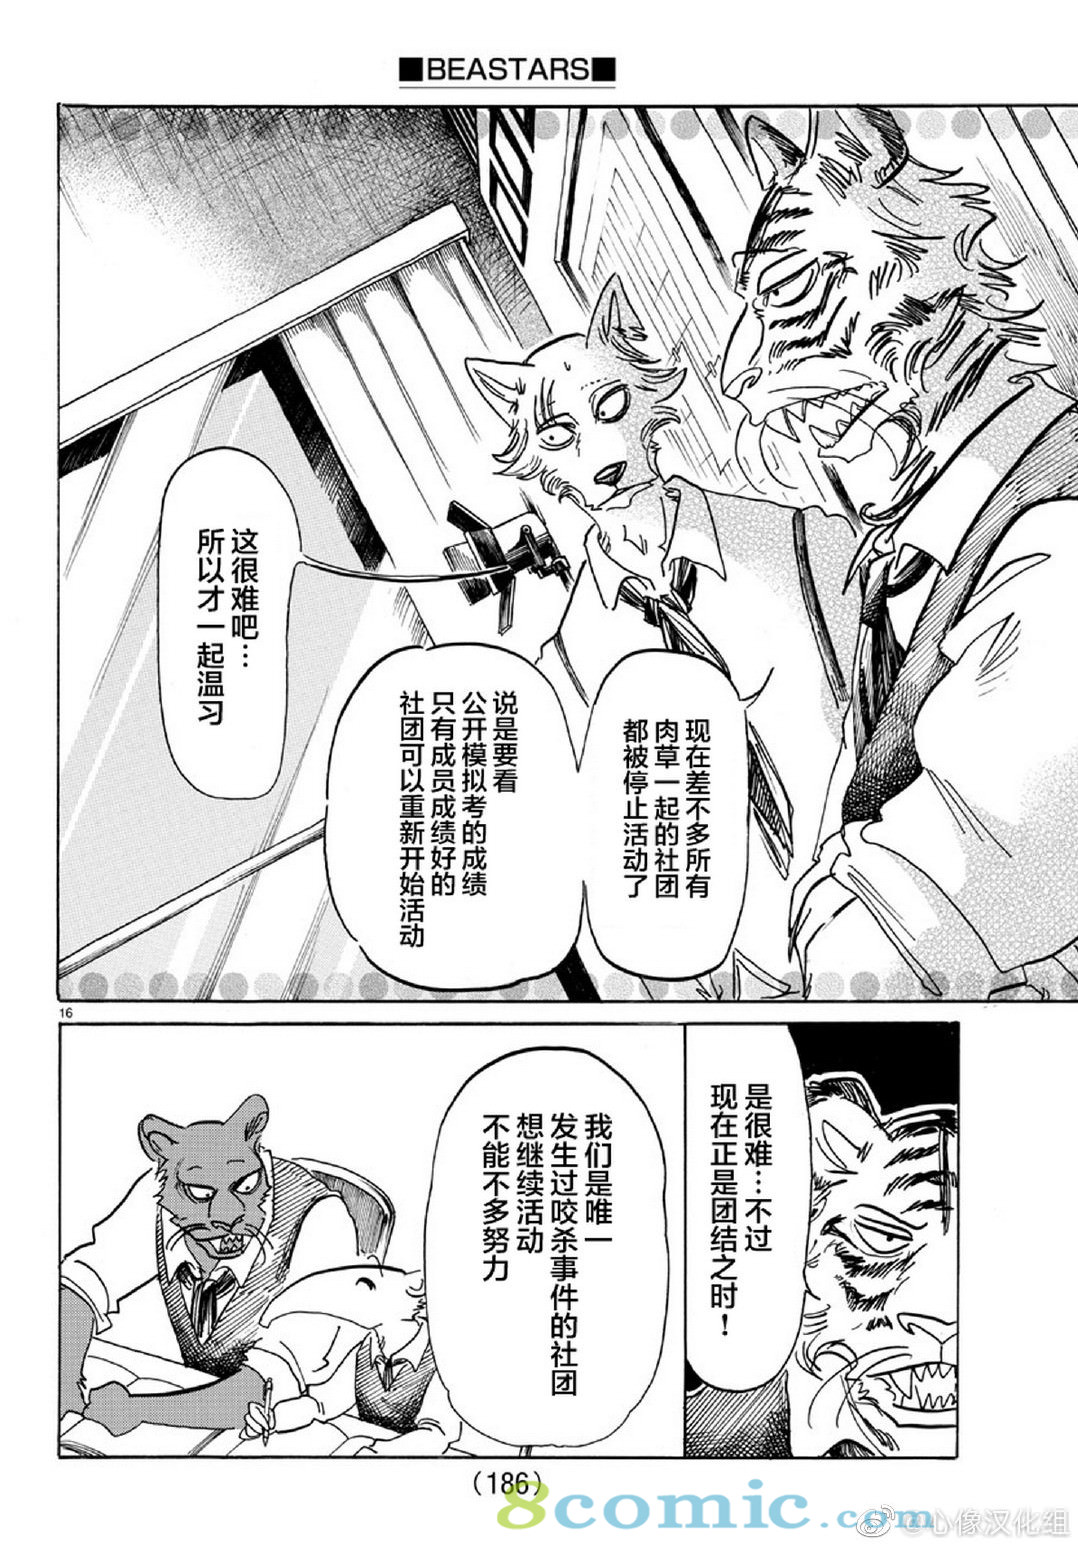 ■BEASTARS■
现在差不多所有
肉草一起的社团
都被停止活动了
说是要看
公开模拟考的成绩
只有成员成绩好的
社团可以重新开始活动
这很难吧…
所以才一起温习
16
是很难…不过
现在正是团结之时！
我们是唯一
发生过咬杀事件的社团
想继续活动
不能不多努力
（186）
8comic.com
@心像汉化组